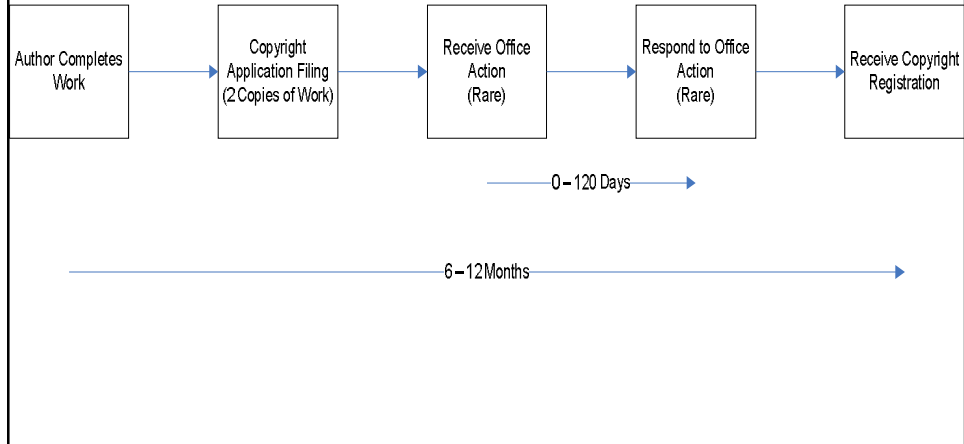 Author Completes
Work
Copyright
Application Filing
(2 Copies of Work)
Receive Office
Action
(Rare)
Respond to Office
Action
(Rare)
Receive Copyright
Registration
0 – 120 Days
6 – 12 Months